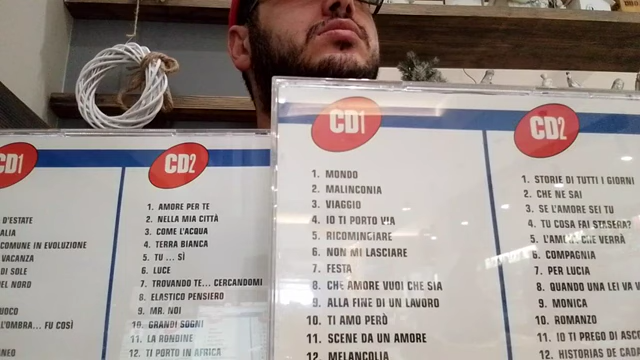 CD1
D'ESTATE
ALIA
COMUNE IN EVOLUZIONE
VACANZA
DI SOLE
DEL NORD
UOCO
L'OMBRA... FU COSÌ
ANEO
CD2
1. AMORE PER TE
2. NELLA MIA CITTÀ
3. COME L'ACQUA
4. TERRA BIANCA
5. TU... SÌ
6. LUCE
7. TROVANDO TE... CERCANDOMI
8. ELASTICO PENSIERO
9. MR. NOI
10. GRANDI SOGNI
11. LA RONDINE
12. TI PORTO IN AFRICA
CD1
1. MONDO
2. MALINCONIA
3. VIAGGIO
4. IO TI PORTO VIA
5. RICOMINCIARE
6. NON MI LASCIARE
7. FESTA
8. CHE AMORE VUOI CHE SIA
9. ALLA FINE DI UN LAVORO
10. TI AMO PERÒ
11. SCENE DA UN AMORE
12. MELANCOLIA
CD2
1. STORIE DI TUTTI I GIORNI
2. CHE NE SAI
3. SE L'AMORE SEI TU
4. TU COSA FAI STASERA?
5. L'AMORE CHE VERRÀ
6. COMPAGNIA
7. PER LUCIA
8. QUANDO UNA LEI VA V
9. MONICA
10. ROMANZO
11. IO TI PREGO DI ASC
12. HISTORIAS DE CADA